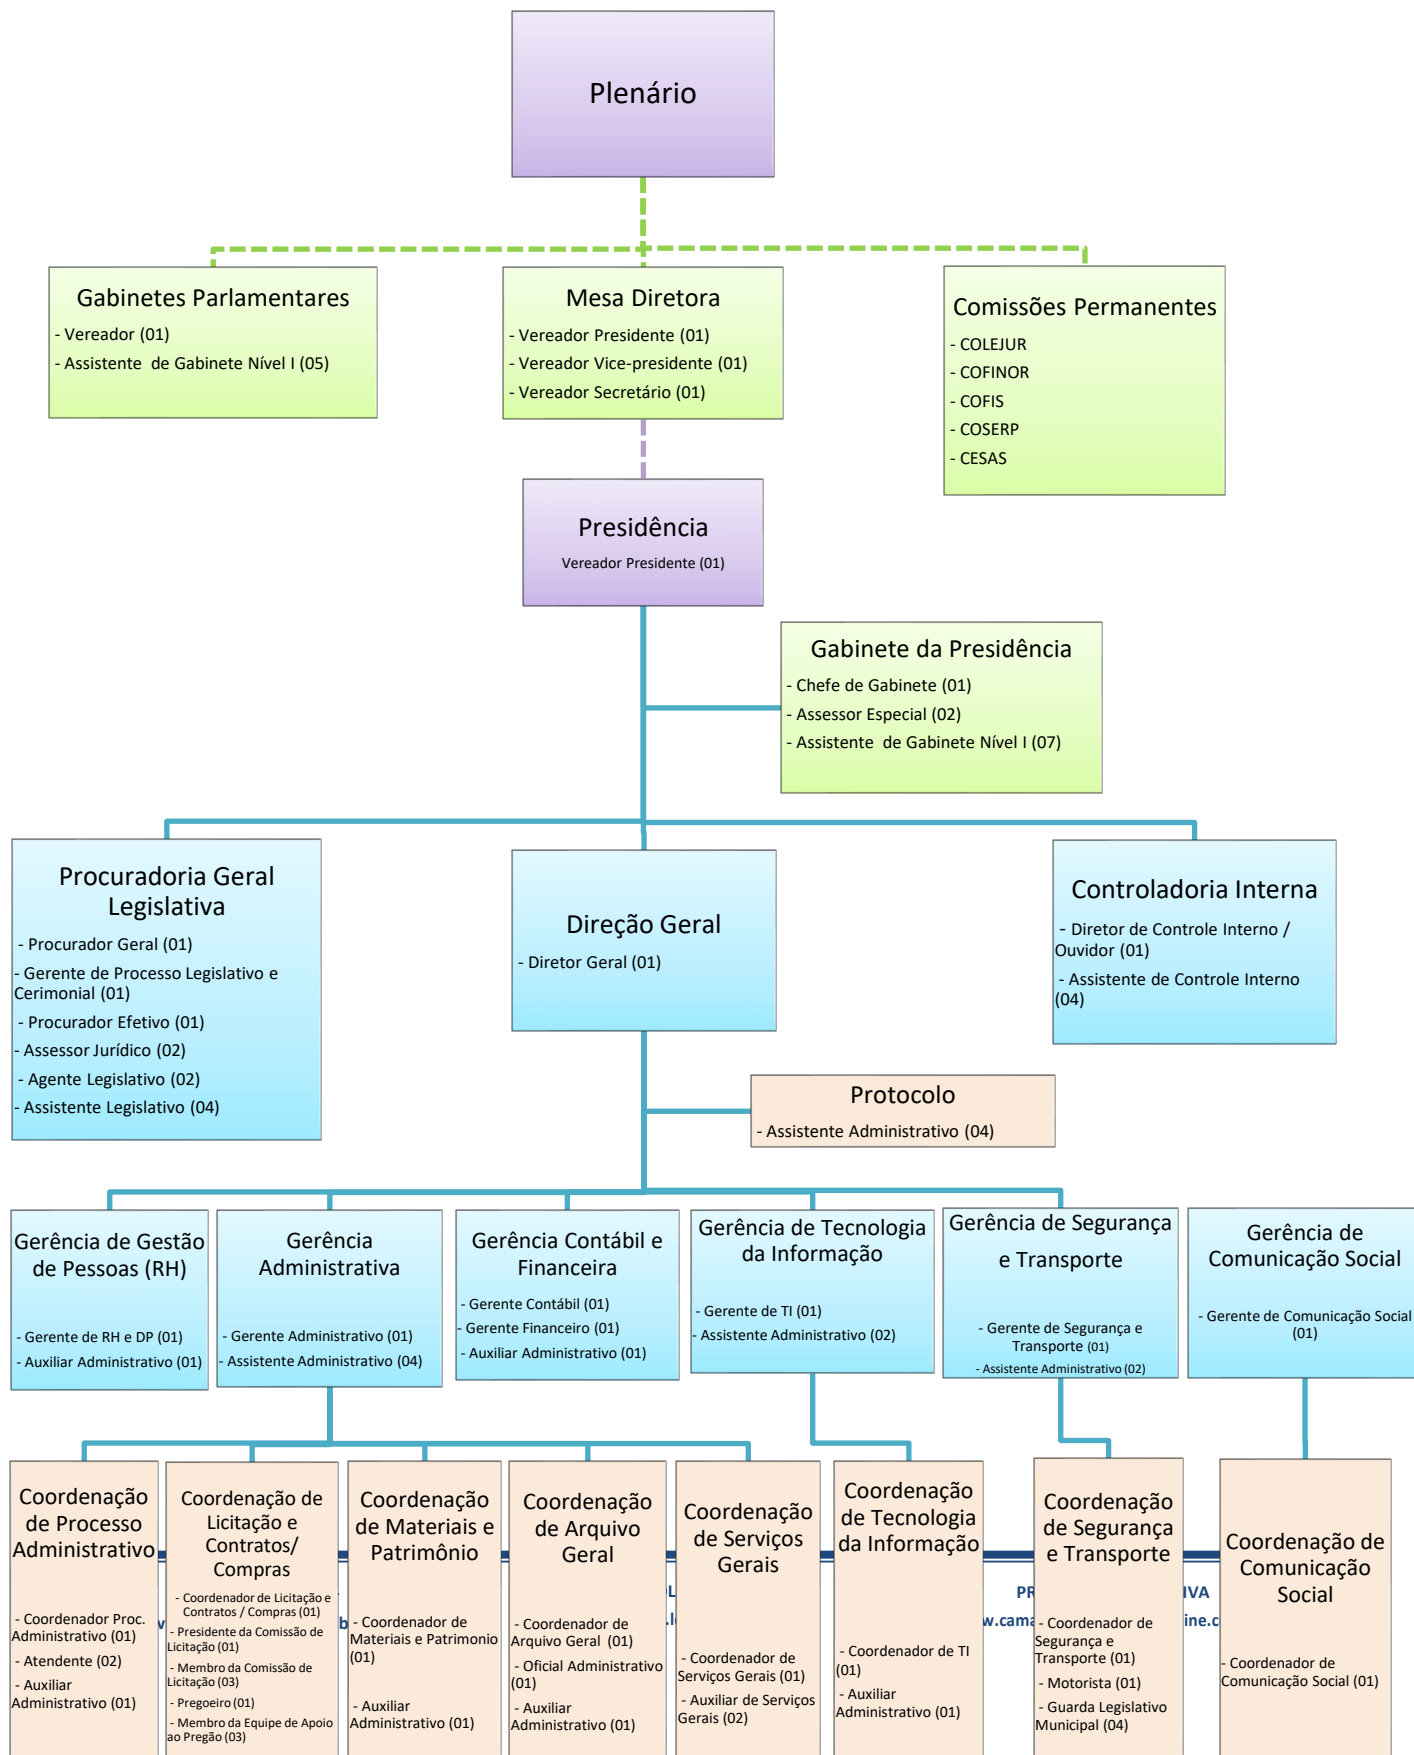 Plenário
Gabinetes Parlamentares
- Vereador (01)
- Assistente  de Gabinete Nível I (05)
Mesa Diretora
- Vereador Presidente (01)
- Vereador Vice-presidente (01)
- Vereador Secretário (01)
Comissões Permanentes
- COLEJUR
- COFINOR
- COFIS
- COSERP
- CESAS
Presidência
Vereador Presidente (01)
Gabinete da Presidência
- Chefe de Gabinete (01)
- Assessor Especial (02)
- Assistente  de Gabinete Nível I (07)
Procuradoria Geral
Legislativa
- Procurador Geral (01)
- Gerente de Processo Legislativo e
Cerimonial (01)
- Procurador Efetivo (01)
- Assessor Jurídico (02)
- Agente Legislativo (02)
- Assistente Legislativo (04)
Direção Geral
- Diretor Geral (01)
Controladoria Interna
- Diretor de Controle Interno /
Ouvidor (01)
- Assistente de Controle Interno
(04)
Protocolo
- Assistente Administrativo (04)
Gerência de Gestão
de Pessoas (RH)
- Gerente de RH e DP (01)
- Auxiliar Administrativo (01)
Gerência
Administrativa
- Gerente Administrativo (01)
- Assistente Administrativo (04)
Gerência Contábil e
Financeira
- Gerente Contábil (01)
- Gerente Financeiro (01)
- Auxiliar Administrativo (01)
Gerência de Tecnologia
da Informação
- Gerente de TI (01)
- Assistente Administrativo (02)
Gerência de Segurança
e Transporte
- Gerente de Segurança e
Transporte (01)
- Assistente Administrativo (02)
Gerência de
Comunicação Social
- Gerente de Comunicação Social
(01)
Coordenação
de Processo
Administrativo
- Coordenador Proc.
Administrativo (01)
- Atendente (02)
- Auxiliar
Administrativo (01)
Coordenação de
Licitação e
Contratos/
Compras
- Coordenador de Licitação e
Contratos / Compras (01)
- Presidente da Comissão de
Licitação (01)
- Membro da Comissão de
Licitação (03)
- Pregoeiro (01)
- Membro da Equipe de Apoio
ao Pregão (03)
Coordenação
de Materiais e
Patrimônio
- Coordenador de
Materiais e Patrimonio
(01)
- Auxiliar
Administrativo (01)
Coordenação
de Arquivo
Geral
- Coordenador de
Arquivo Geral  (01)
- Oficial Administrativo
(01)
- Auxiliar
Administrativo (01)
Coordenação
de Serviços
Gerais
- Coordenador de
Serviços Gerais (01)
- Auxiliar de Serviços
Gerais (02)
Coordenação
de Tecnologia
da Informação
- Coordenador de TI
(01)
- Auxiliar
Administrativo (01)
Coordenação
de Segurança
e Transporte
- Coordenador de
Segurança e
Transporte (01)
- Motorista (01)
- Guarda Legislativo
Municipal (04)
Coordenação de
Comunicação
Social
- Coordenador de
Comunicação Social (01)
PR
IVA
w.cama
ine.c